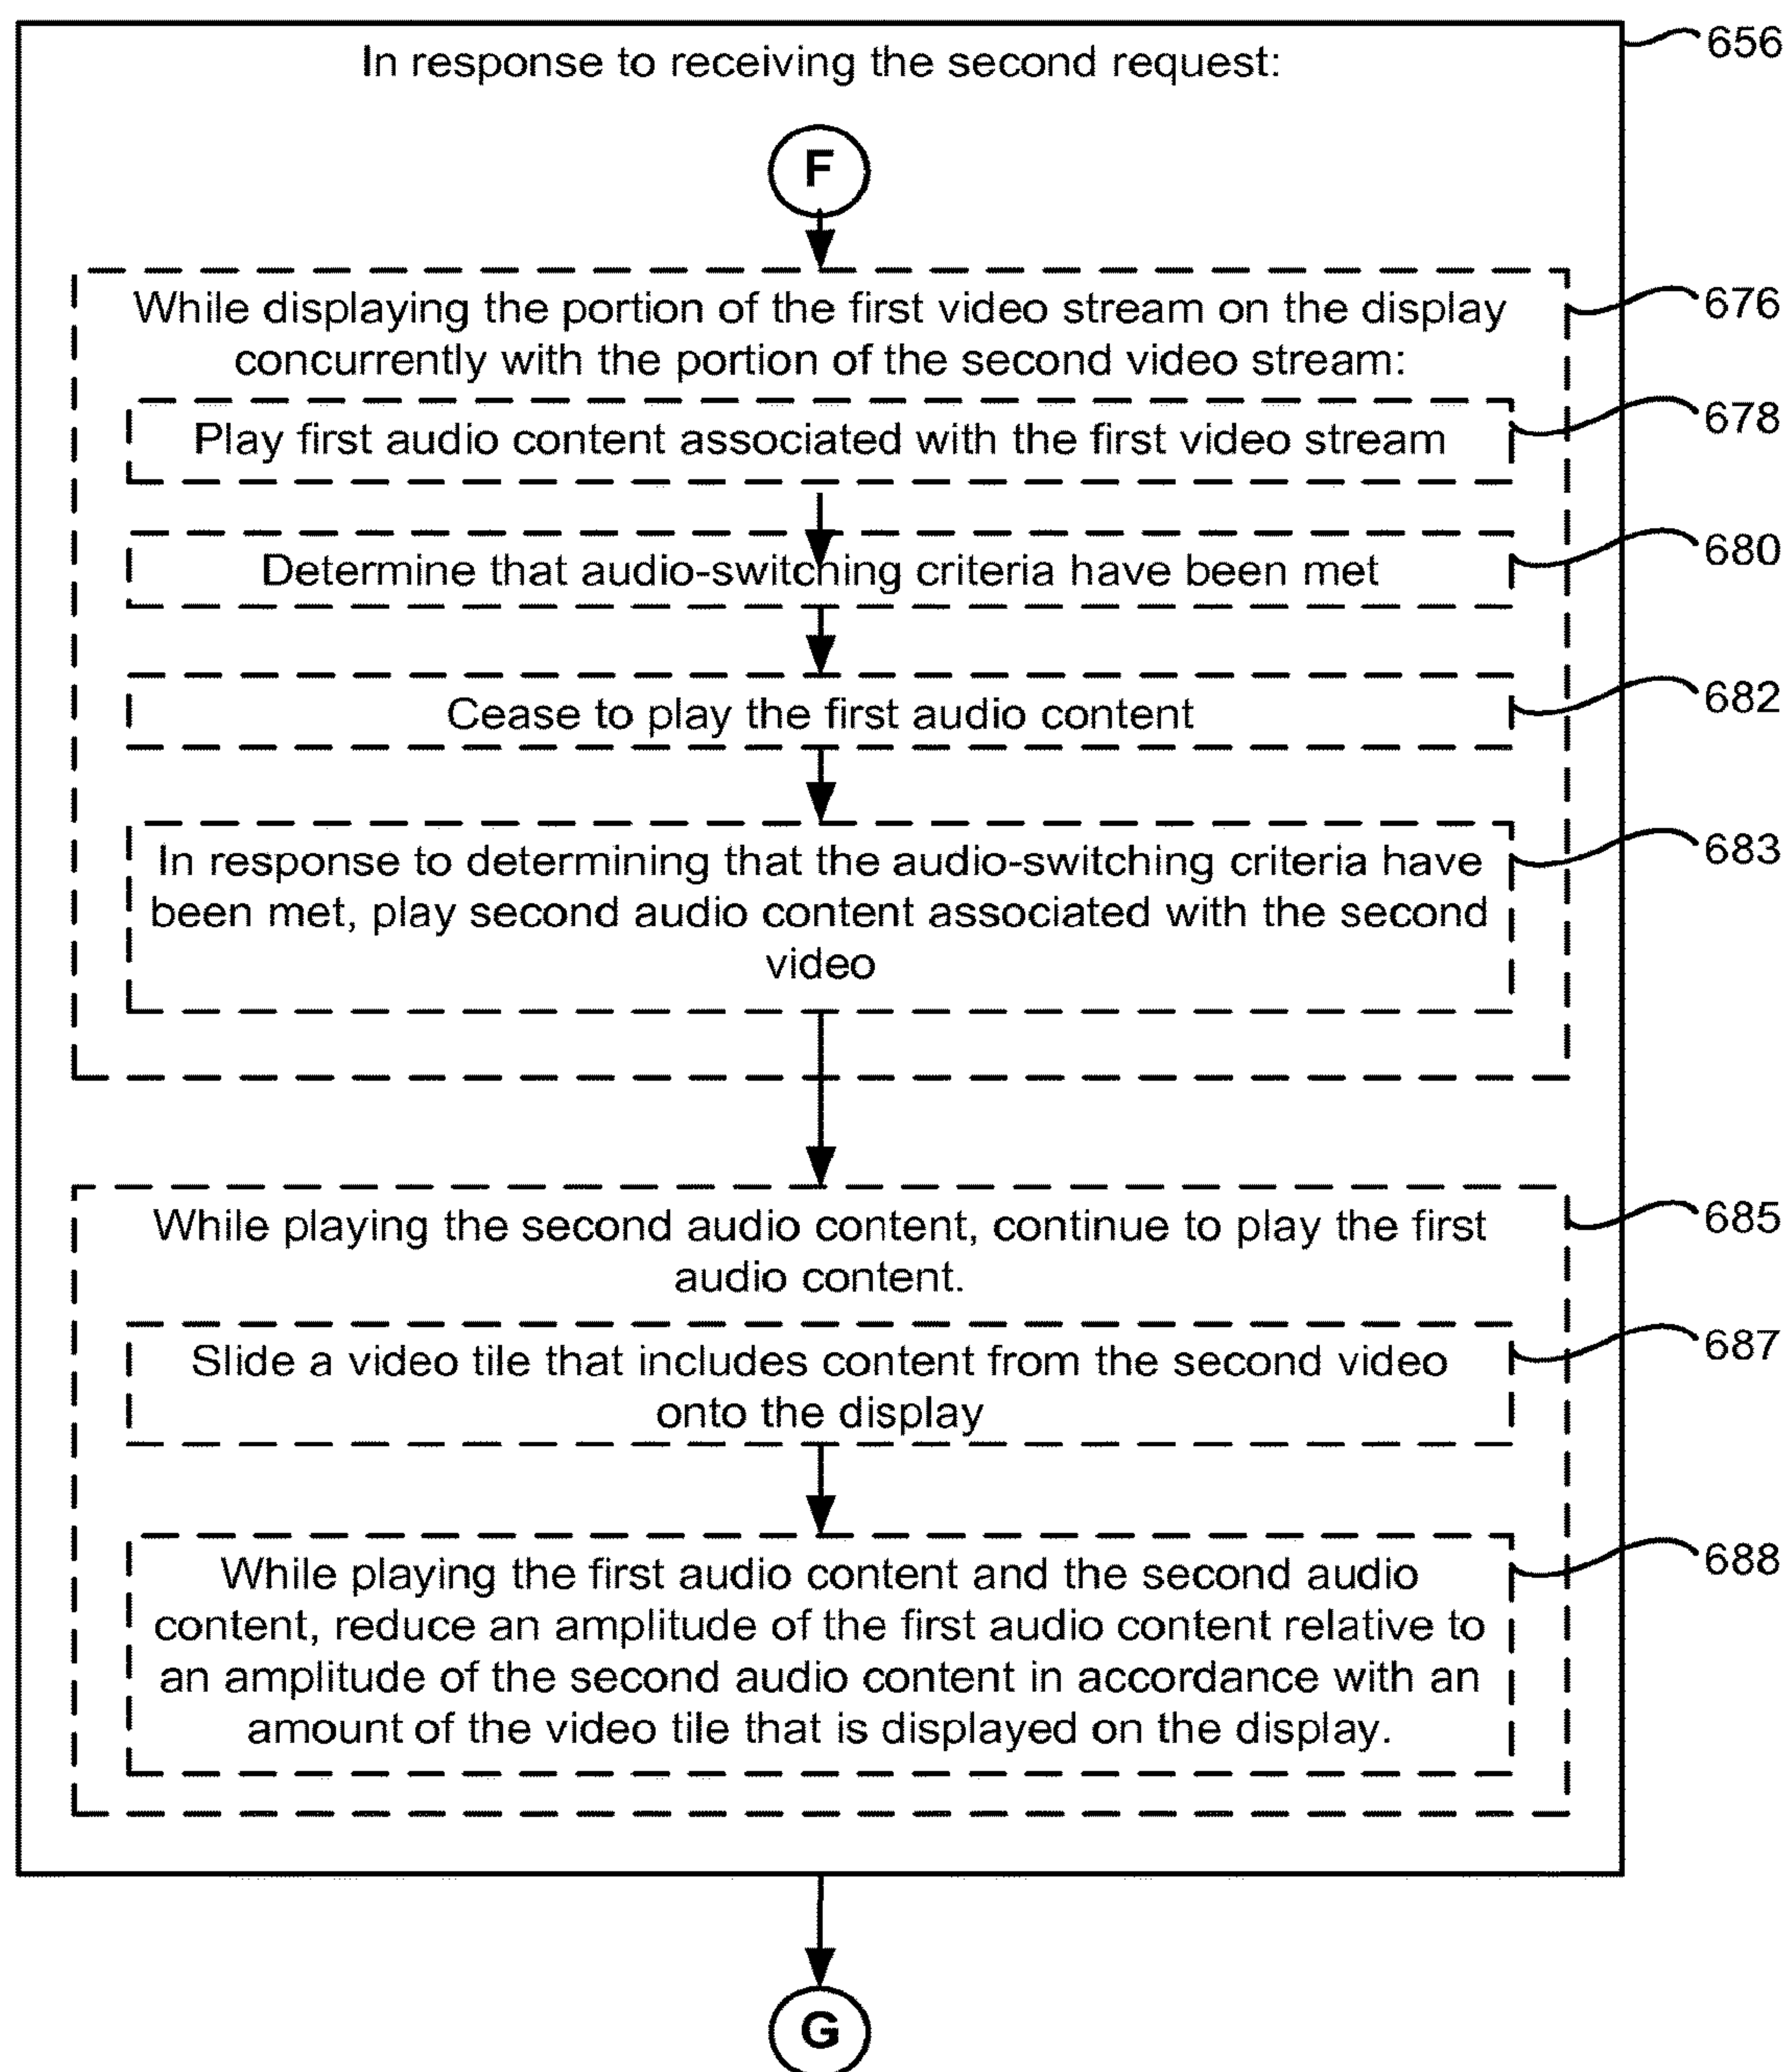 In response to receiving the second request:
656
F
While displaying the portion of the first video stream on the display
concurrently with the portion of the second video stream:
676
Play first audio content associated with the first video stream
678
Determine that audio-switching criteria have been met
680
Cease to play the first audio content
682
In response to determining that the audio-switching criteria have
been met, play second audio content associated with the second
video
683
While playing the second audio content, continue to play the first
audio content.
685
Slide a video tile that includes content from the second video
onto the display
687
While playing the first audio content and the second audio
content, reduce an amplitude of the first audio content relative to
an amplitude of the second audio content in accordance with an
amount of the video tile that is displayed on the display.
688
G